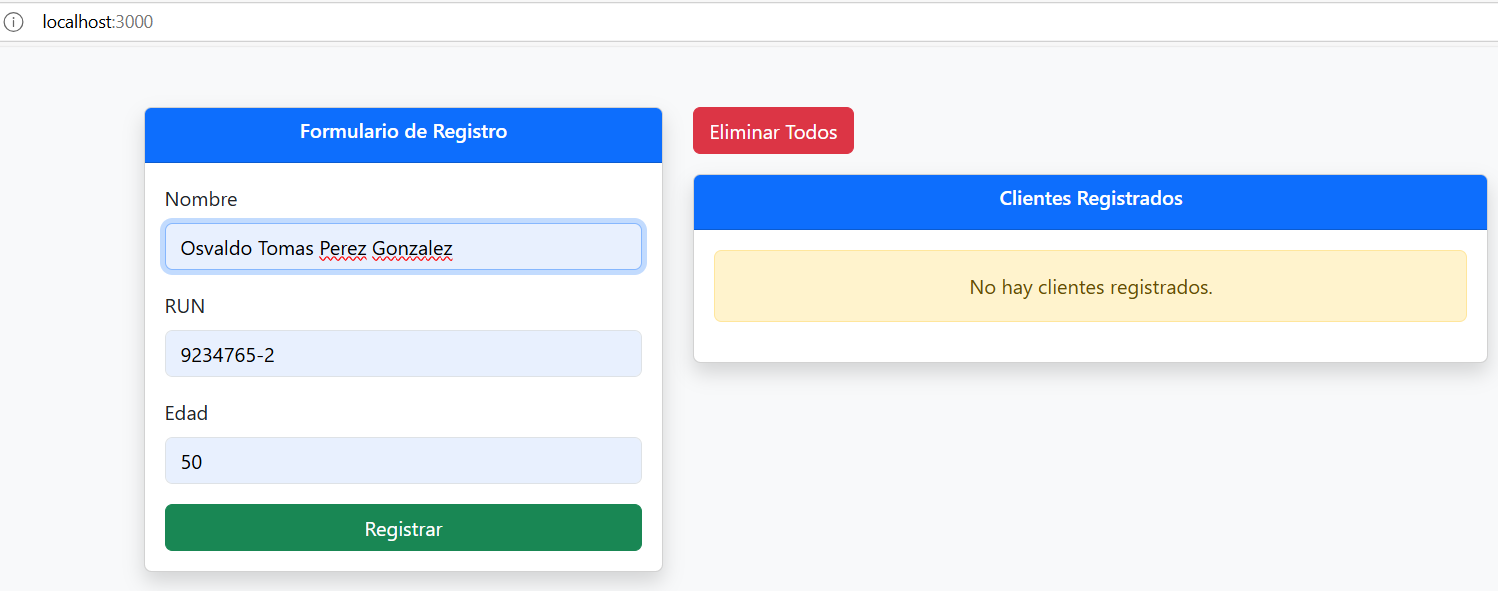 localhost:3000
Formulario de Registro
Nombre
Osvaldo Tomas Perez Gonzalez
RUN
9234765-2
Edad
50
Registrar
Eliminar Todos
Clientes Registrados
No hay clientes registrados.